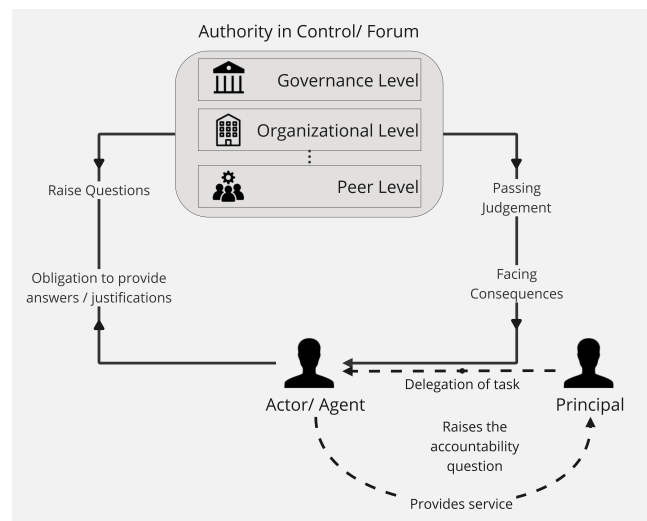 Authority in Control/ Forum
Governance Level
Organizational Level
Peer Level
Raise Questions
Passing
Judgement
Obligation to provide
answers / justifications
Facing
Consequences
Delegation of task
Actor/ Agent
Principal
Raises the
accountability
question
Provides service